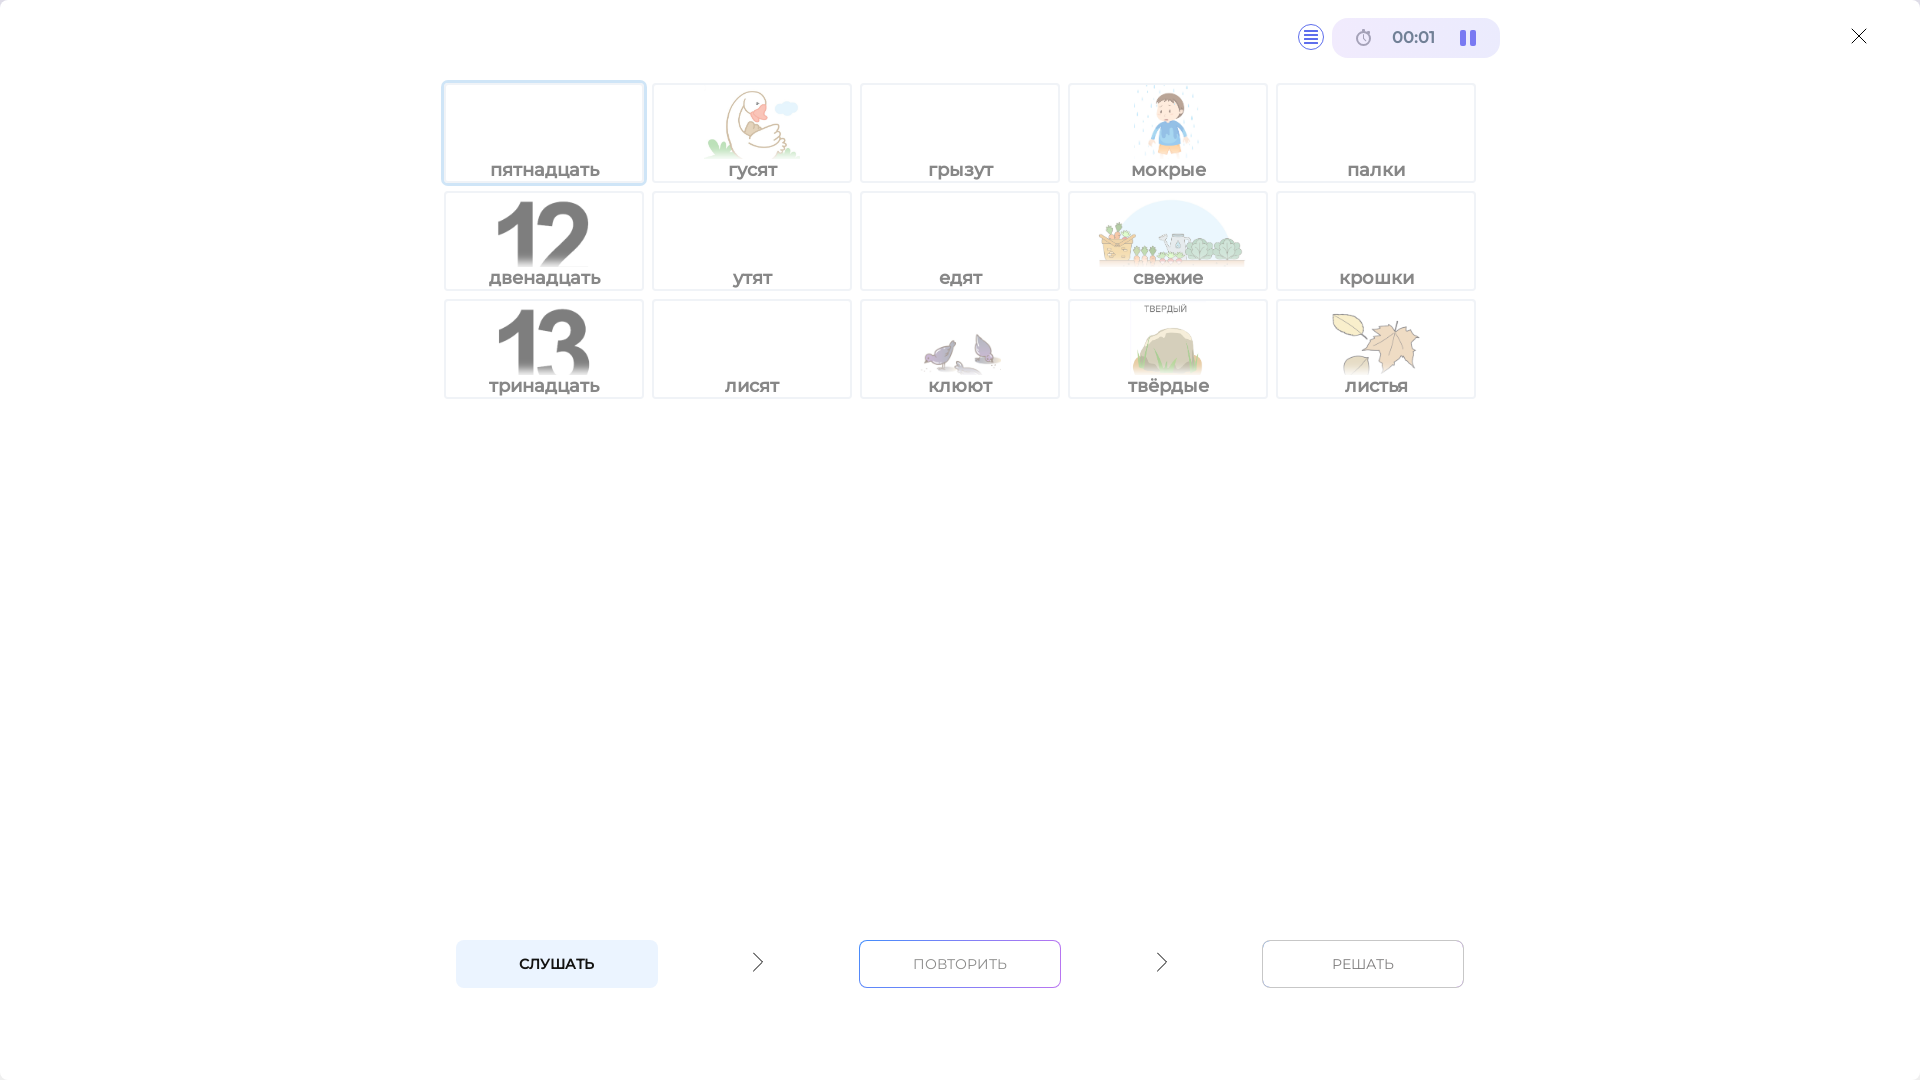 00:01
пятнадцать
гусят
грызут
мокрые
палки
12
двенадцать
утят
едят
свежие
крошки
13
тринадцать
лисят
клюют
ТВЕРДЫЙ
твёрдые
листья
СЛУШАТЬ
ПОВТОРИТЬ
РЕШАТЬ